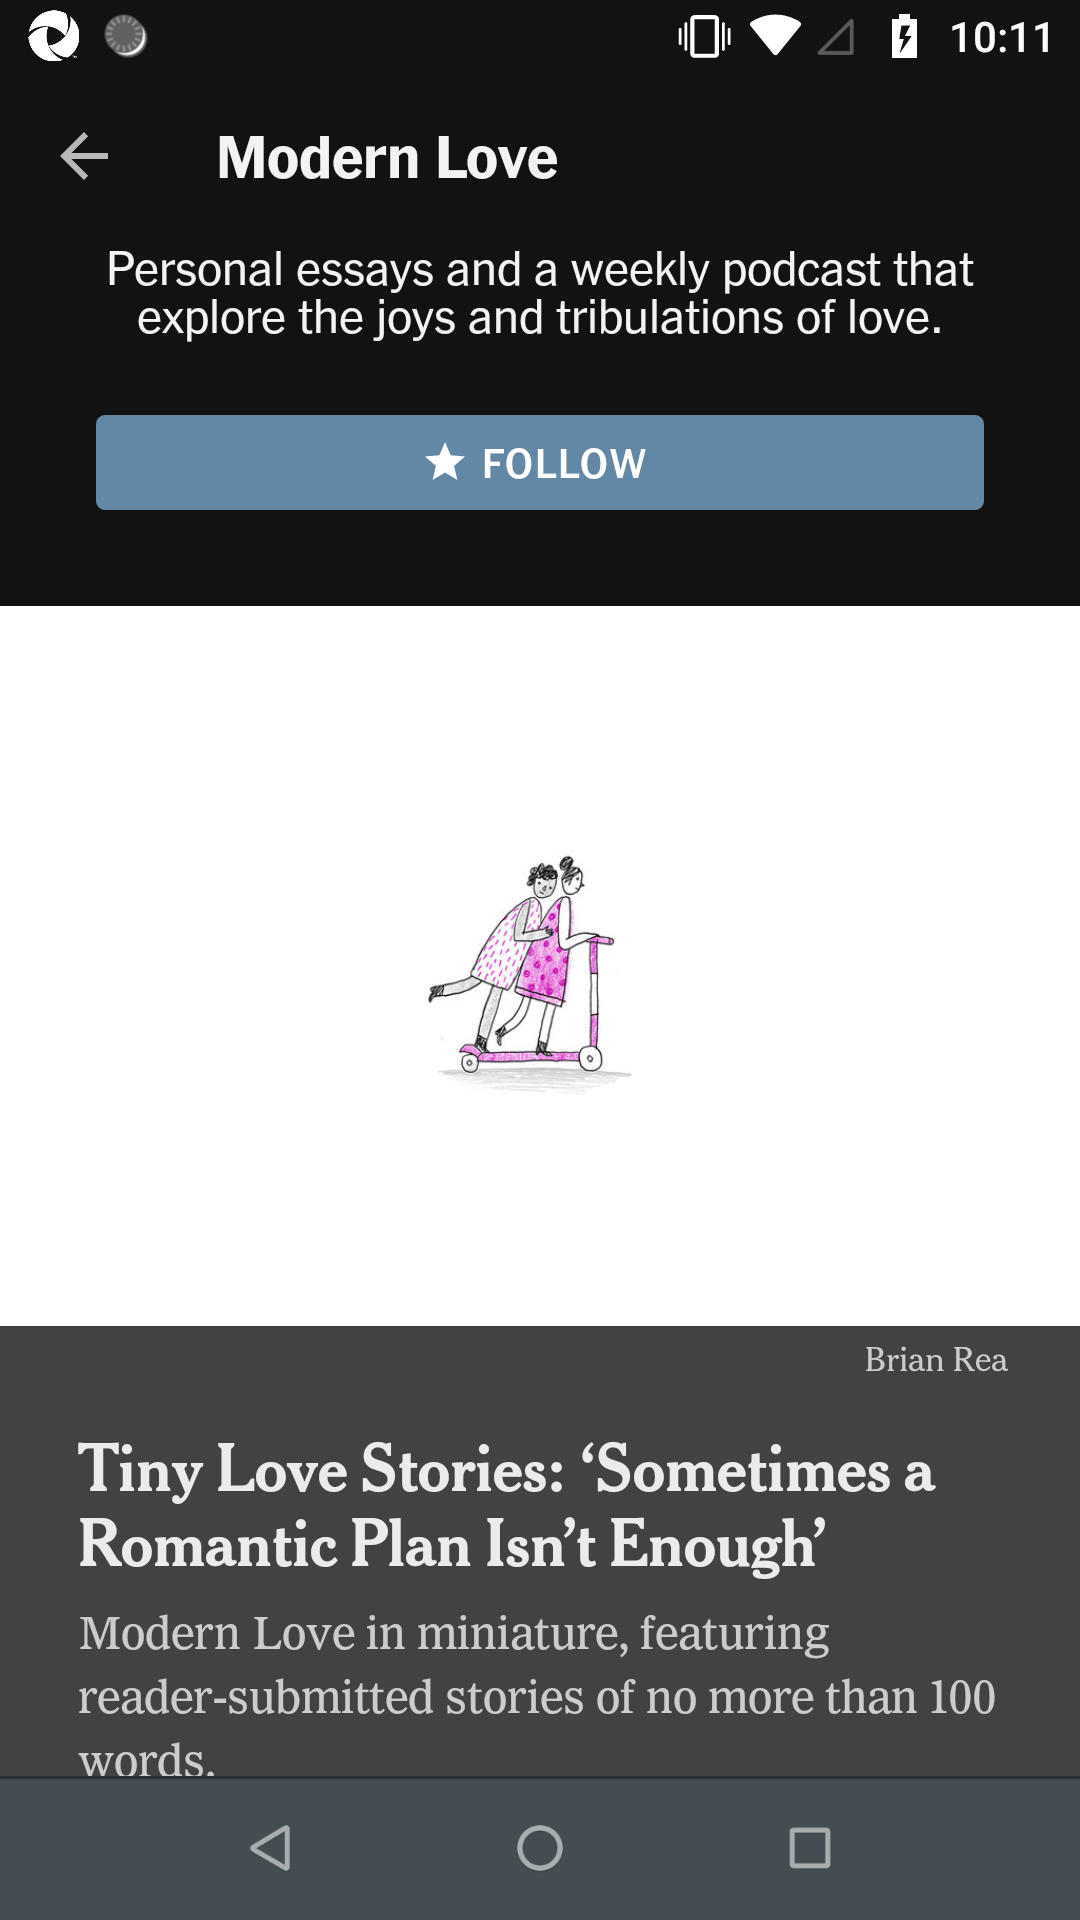 10:11
Modern Love
Personal essays and a weekly podcast that
explore the joys and tribulations of love.
FOLLOW
Brian Rea
Tiny Love Stories: ‘Sometimes a
Romantic Plan Isn’t Enough’
Modern Love in miniature, featuring
reader-submitted stories of no more than 100
words.